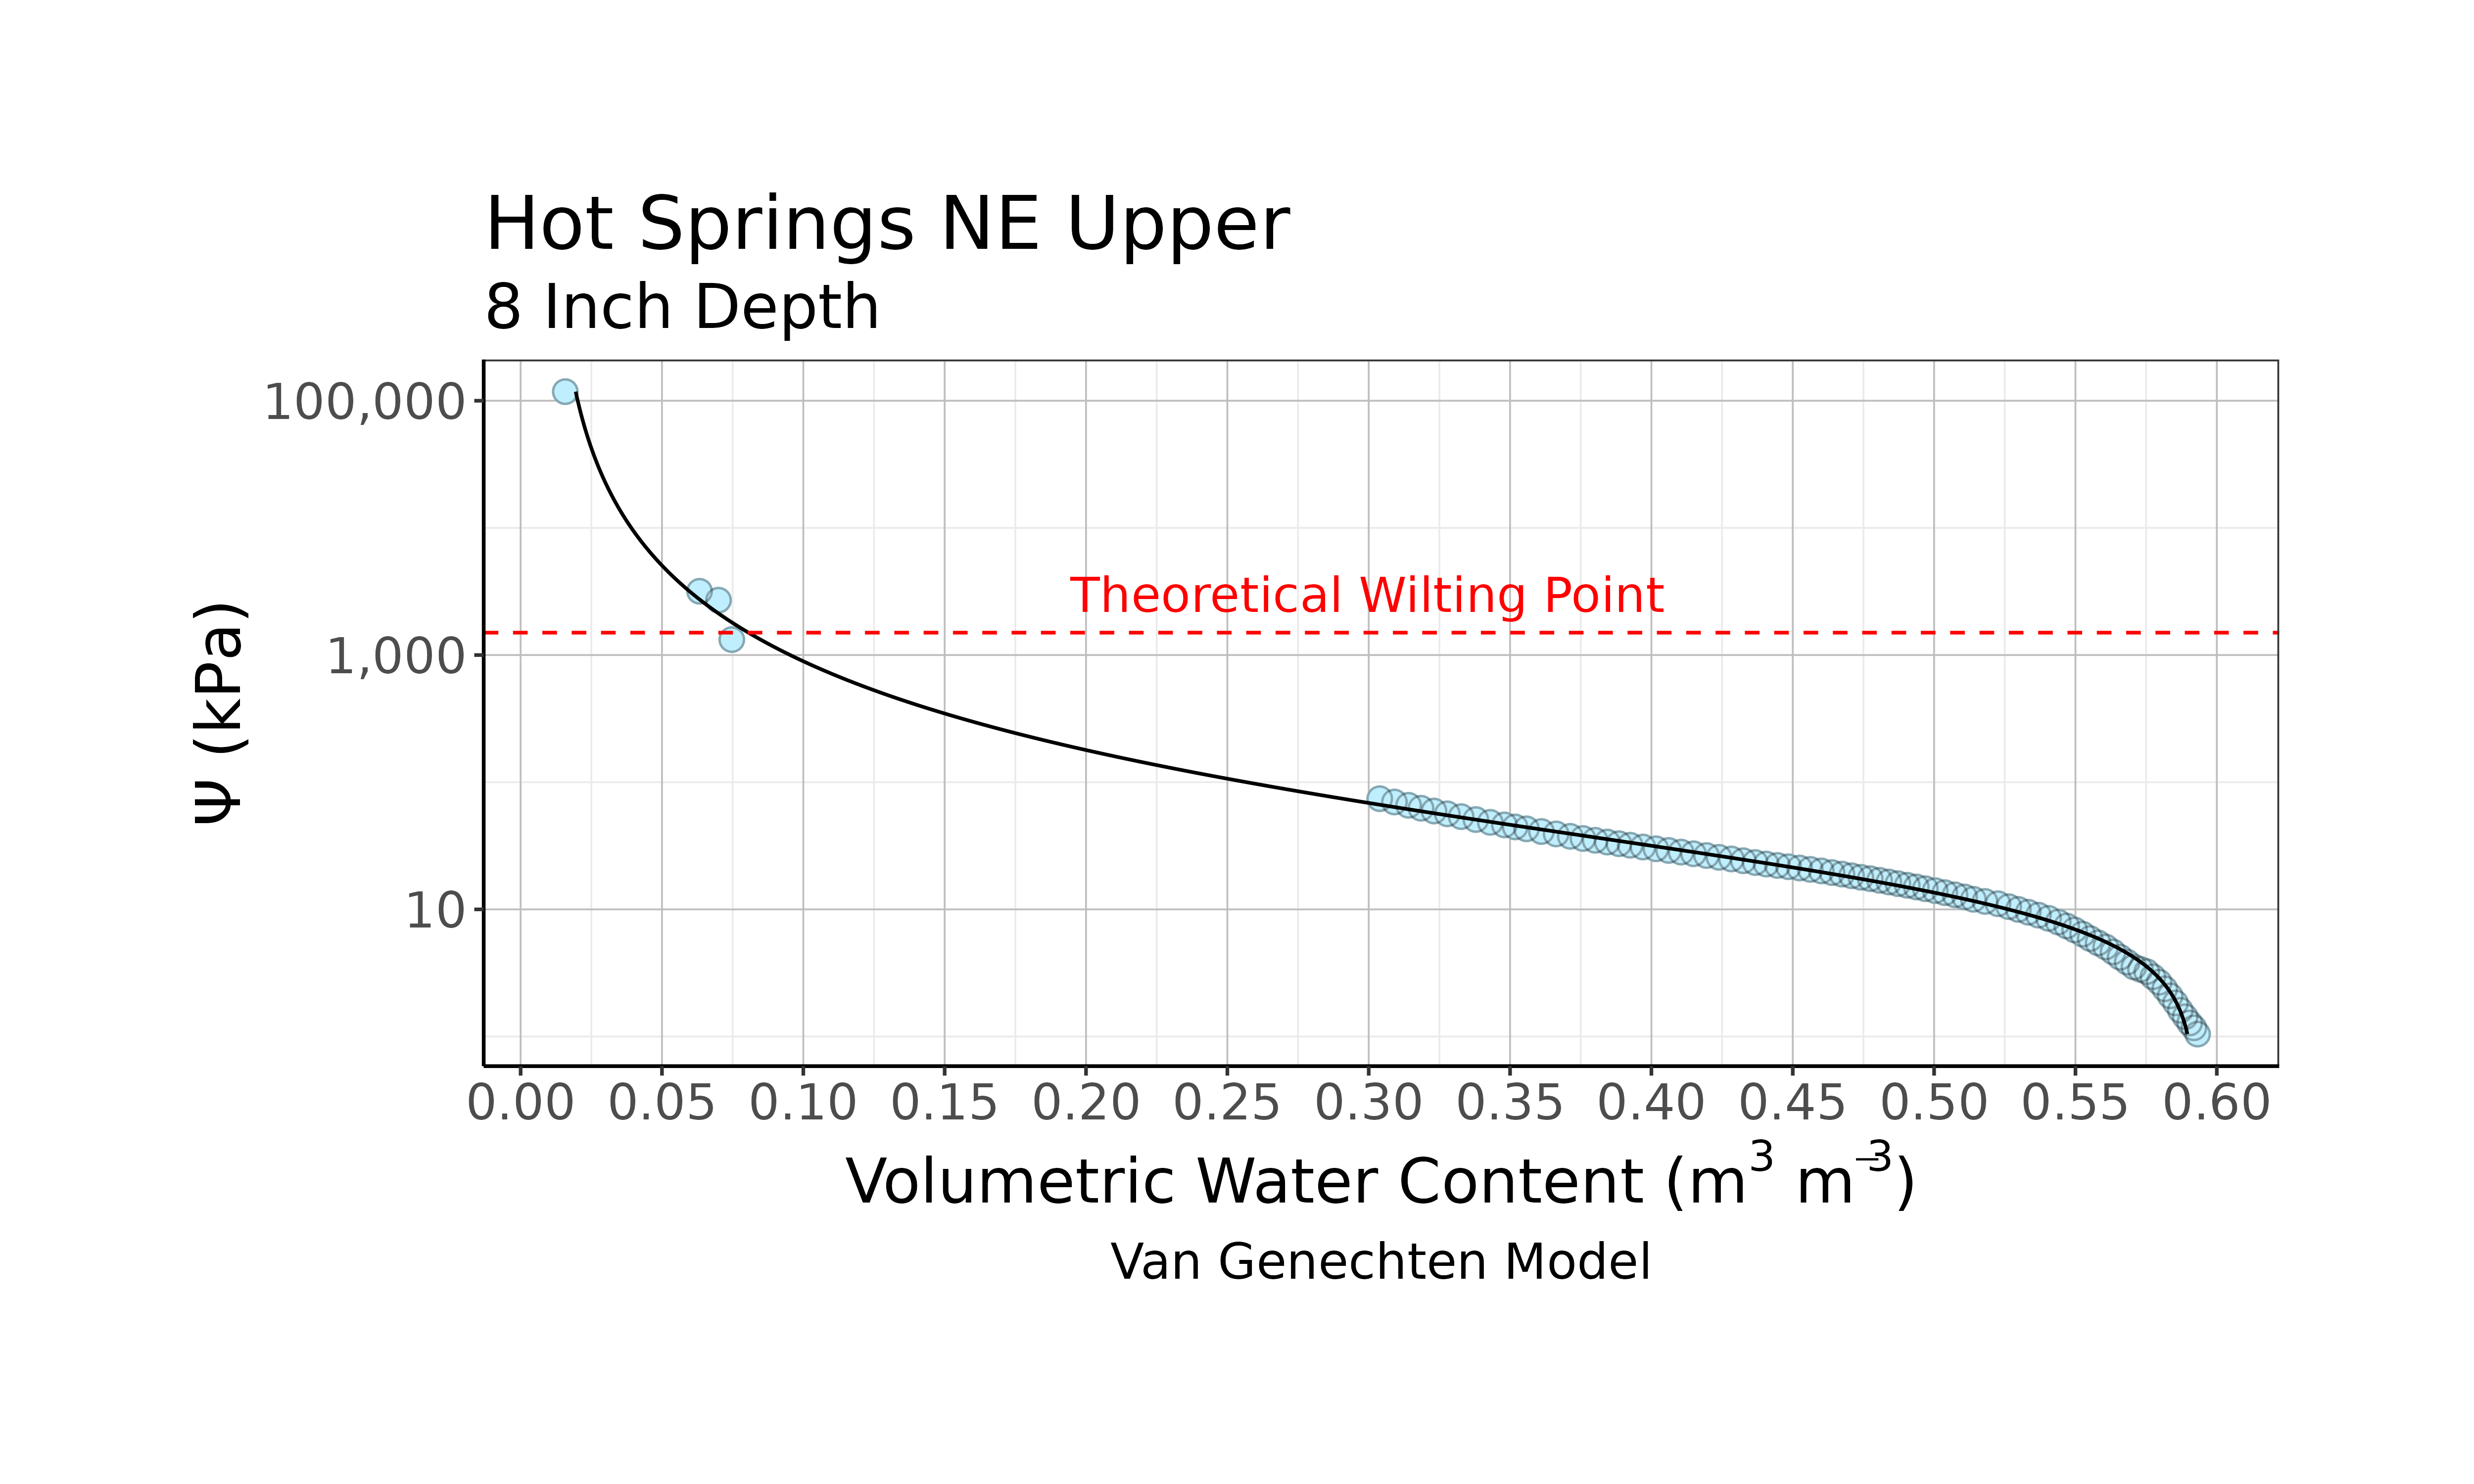 Hot Springs NE Upper
8 Inch Depth
100,000
1,000
10
Ψ (kPa)
Theoretical Wilting Point
0.00 0.05 0.10 0.15 0.20 0.25 0.30 0.35 0.40 0.45 0.50 0.55 0.60
Volumetric Water Content (m³ m⁻³)
Van Genechten Model